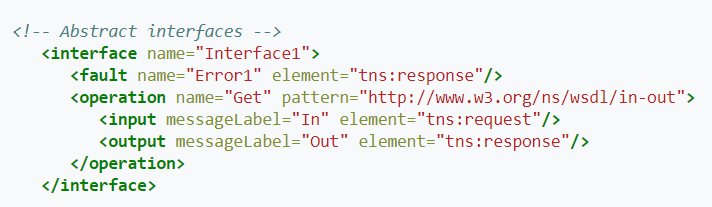 <!-- Abstract interfaces -->
<interface name="Interface1">
<fault name="Error1" element="tns:response"/>
<operation name="Get" pattern="http://www.w3.org/ns/wsdl/in-out">
<input messageLabel="In" element="tns:request"/>
<output messageLabel="Out" element="tns:response"/>
</operation>
</interface>